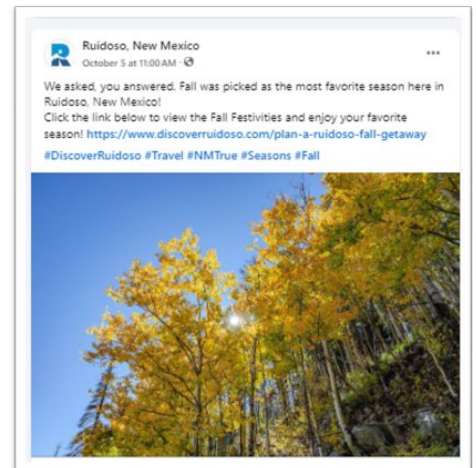 Ruidoso, New Mexico
October 5 at 11:00 AM ·
We asked, you answered. Fall was picked as the most favorite season here in
Ruidoso, New Mexico!
Click the link below to view the Fall Festivities and enjoy your favorite
season! https://www.discoverruidoso.com/plan-a-ruidoso-fall-getaway
#DiscoverRuidoso #Travel #NMTrue #Seasons #Fall